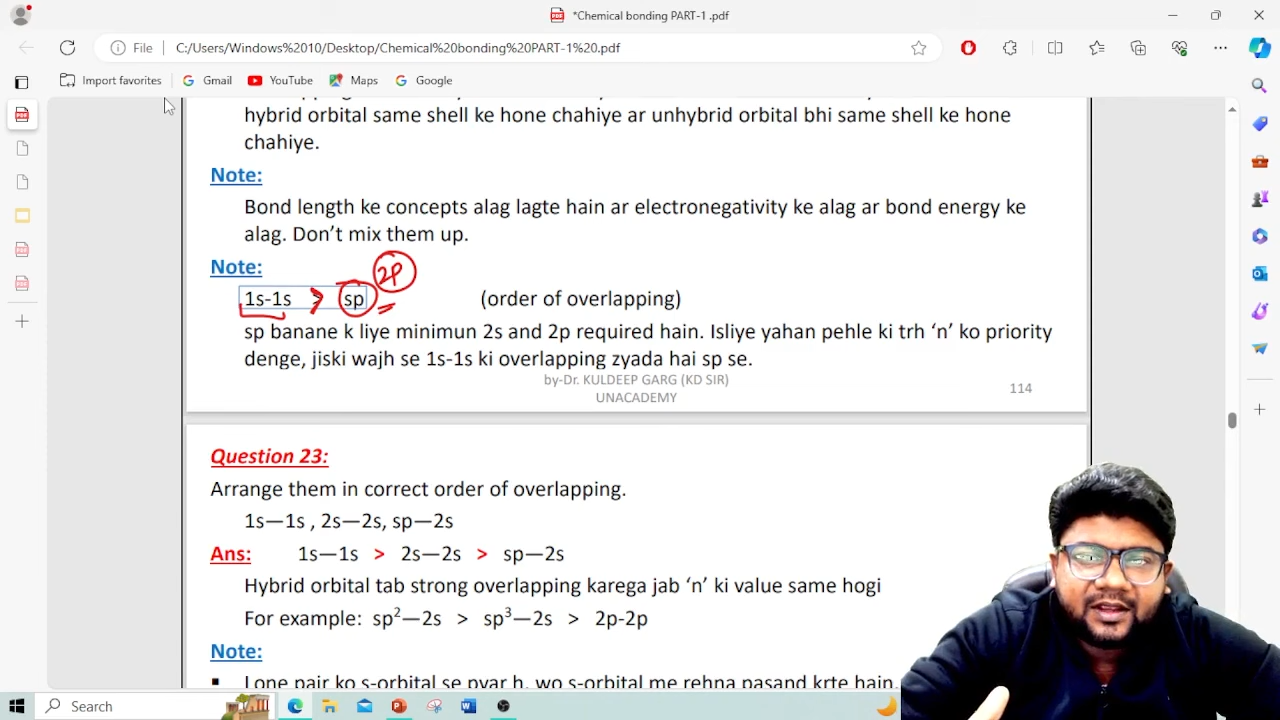 *Chemical bonding PART-1 .pdf
File
C:/Users/Windows%2010/Desktop/Chemical%20bonding%20PART-1%20.pdf
Import favorites
Gmail
YouTube
Maps
Google
hybrid orbital same shell ke hone chahiye ar unhybrid orbital bhi same shell ke hone
chahiye.
Note:
Bond length ke concepts alag lagte hain ar electronegativity ke alag ar bond energy ke
alag. Don't mix them up.
Note:
2p
1s-1s > sp (order of overlapping)
sp banane k liye minimun 2s and 2p required hain. Isliye yahan pehle ki trh ‘n’ ko priority
denge, jiski wajh se 1s-1s ki overlapping zyada hai sp se.
by-Dr. KULDEEP GARG (KD SIR)
UNACADEMY
114
Question 23:
Arrange them in correct order of overlapping.
1s—1s , 2s—2s, sp—2s
Ans: 1s—1s > 2s—2s > sp—2s
Hybrid orbital tab strong overlapping karega jab ‘n’ ki value same hogi
For example: sp²—2s > sp³—2s > 2p-2p
Note:
Lone pair ko s-orbital se pyar h, wo s-orbital me rehna pasand krte hain
Search